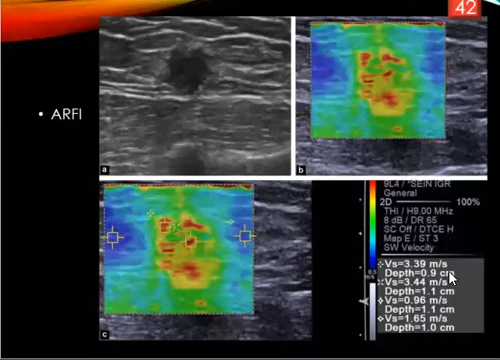 42
• ARFI
a
b
c
9L4 / *SEIN IGR
General
2D 100%
THI / H9.00 MHz
8 dB / DR 65
SC Off / DTCE H
Map E / ST 3
SW Velocity
Vs=3.39 m/s
Depth=0.9 cm
Vs=3.44 m/s
Depth=1.1 cm
Vs=0.96 m/s
Depth=1.1 cm
Vs=1.65 m/s
Depth=1.0 cm